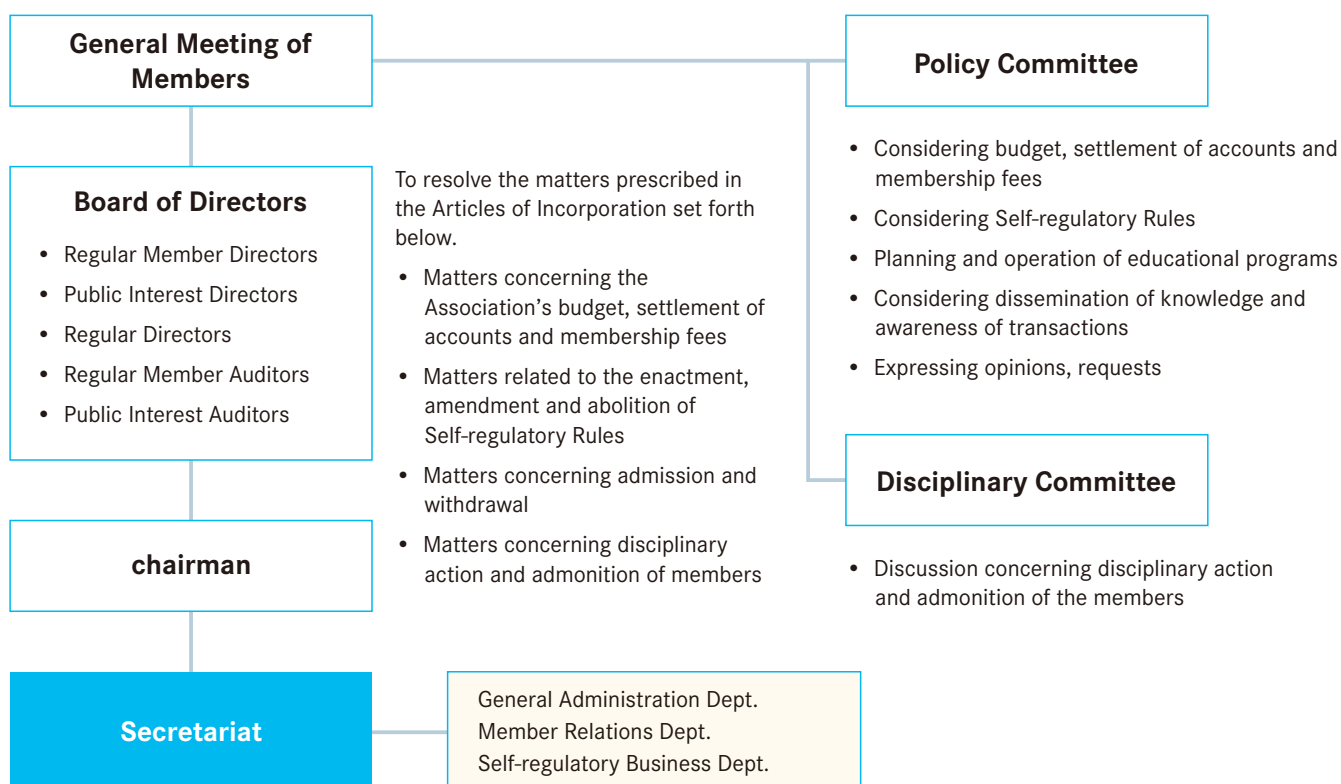 General Meeting of
Members
Board of Directors
• Regular Member Directors
• Public Interest Directors
• Regular Directors
• Regular Member Auditors
• Public Interest Auditors
To resolve the matters prescribed in
the Articles of Incorporation set forth
below.
• Matters concerning the
Association’s budget, settlement of
accounts and membership fees
• Matters related to the enactment,
amendment and abolition of
Self-regulatory Rules
• Matters concerning admission and
withdrawal
• Matters concerning disciplinary
action and admonition of members
chairman
Secretariat
General Administration Dept.
Member Relations Dept.
Self-regulatory Business Dept.
Policy Committee
• Considering budget, settlement of accounts and
membership fees
• Considering Self-regulatory Rules
• Planning and operation of educational programs
• Considering dissemination of knowledge and
awareness of transactions
• Expressing opinions, requests
Disciplinary Committee
• Discussion concerning disciplinary action
and admonition of the members